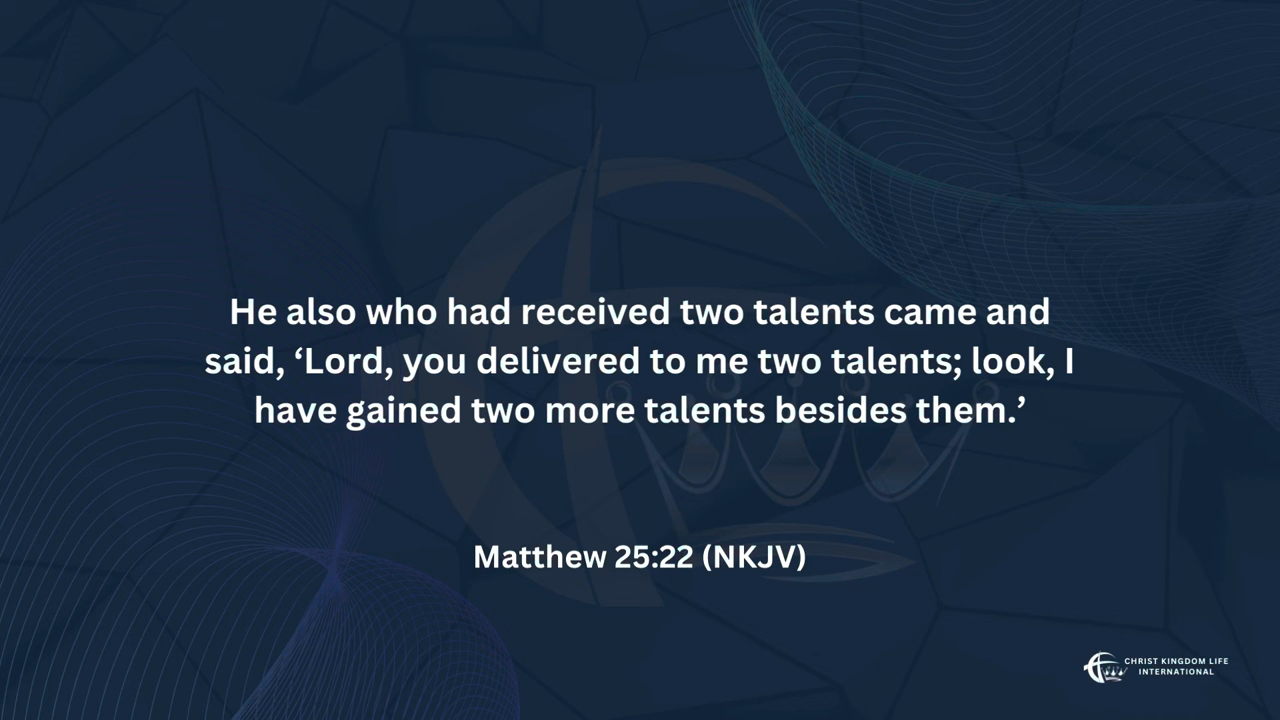 He also who had received two talents came and
said, ‘Lord, you delivered to me two talents; look, I
have gained two more talents besides them.’
Matthew 25:22 (NKJV)
CHRIST KINGDOM LIFE
INTERNATIONAL